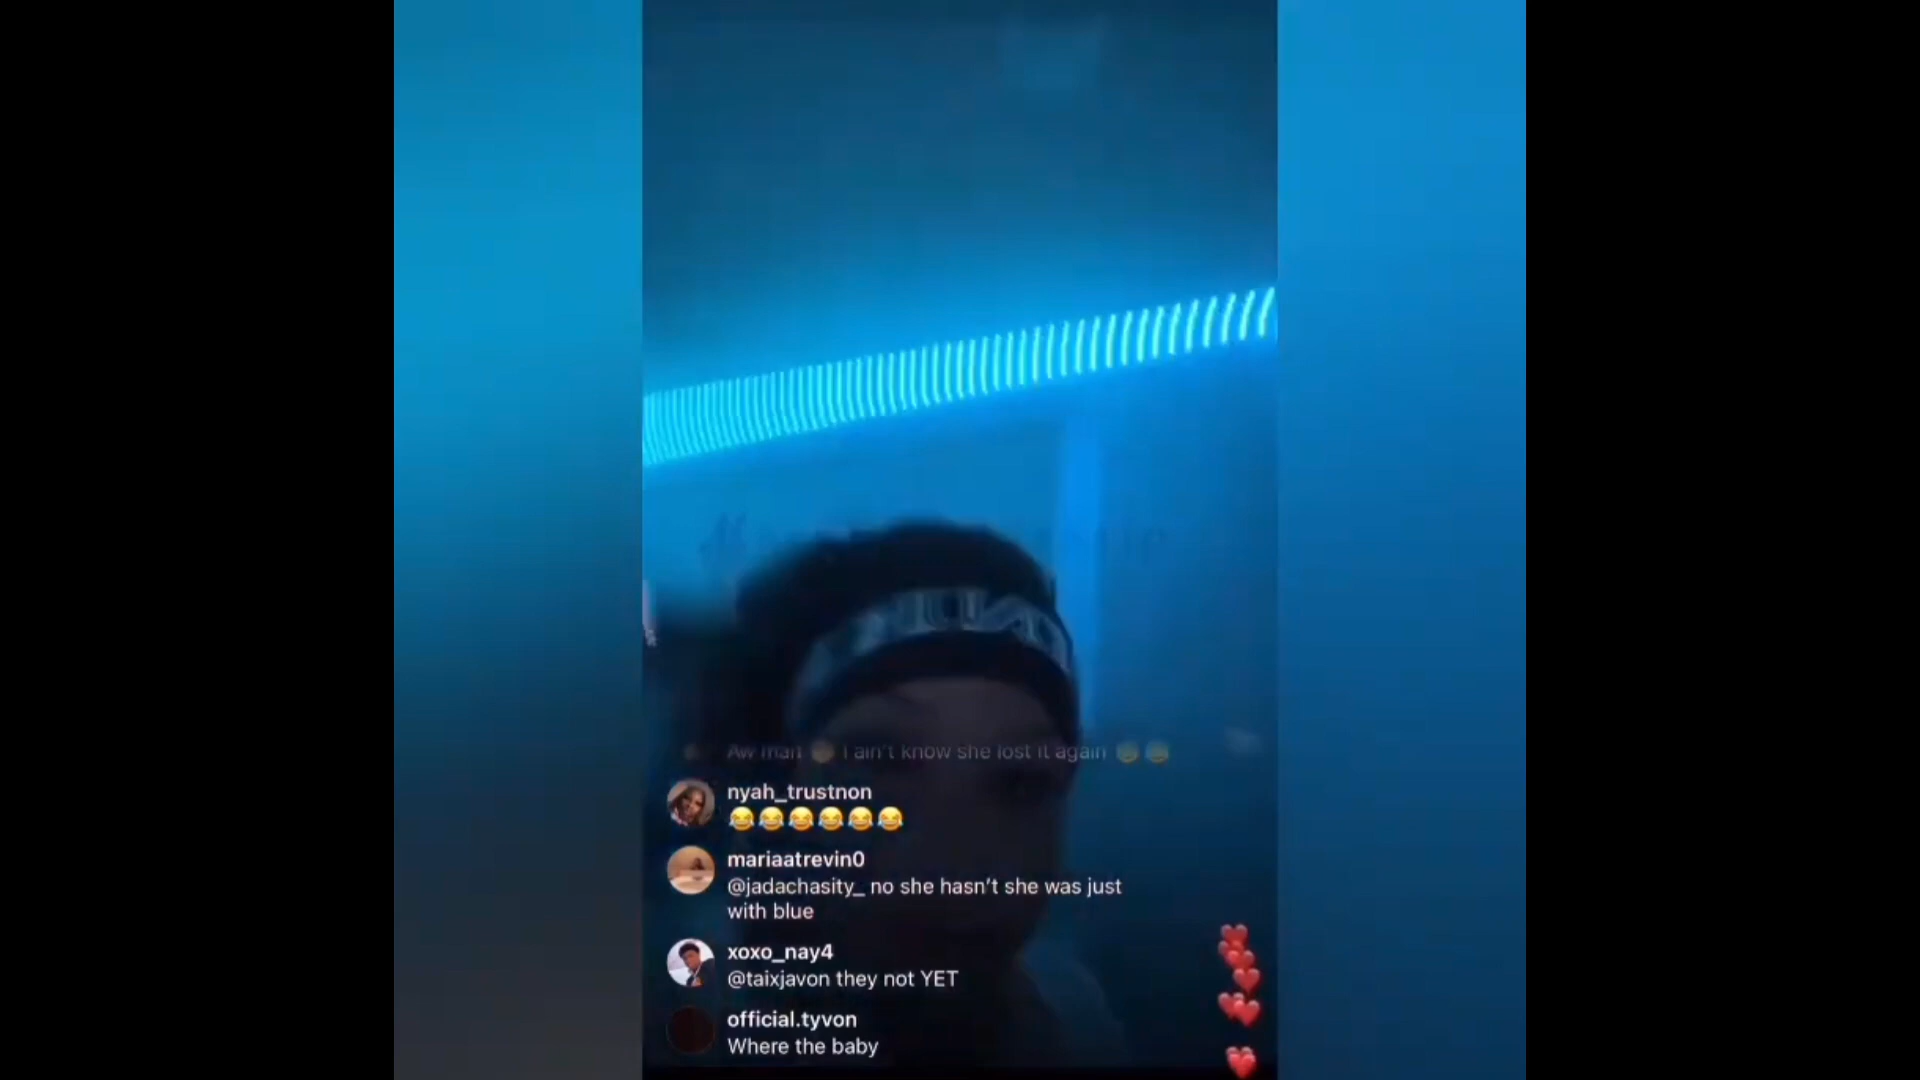 Aw man 😂 I ain't know she lost it again 😂 😂
nyah_trustnon
😂😂😂😂😂😂
mariaatrevin0
@jadachasity_ no she hasn't she was just
with blue
xoxo_nay4
@taixjavon they not YET
official.tyvon
Where the baby